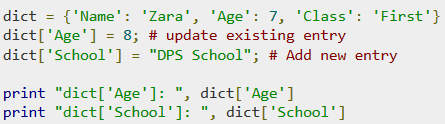 dict = {'Name': 'Zara', 'Age': 7, 'Class': 'First'}
dict['Age'] = 8; # update existing entry
dict['School'] = "DPS School"; # Add new entry
print "dict['Age']: ", dict['Age']
print "dict['School']: ", dict['School']